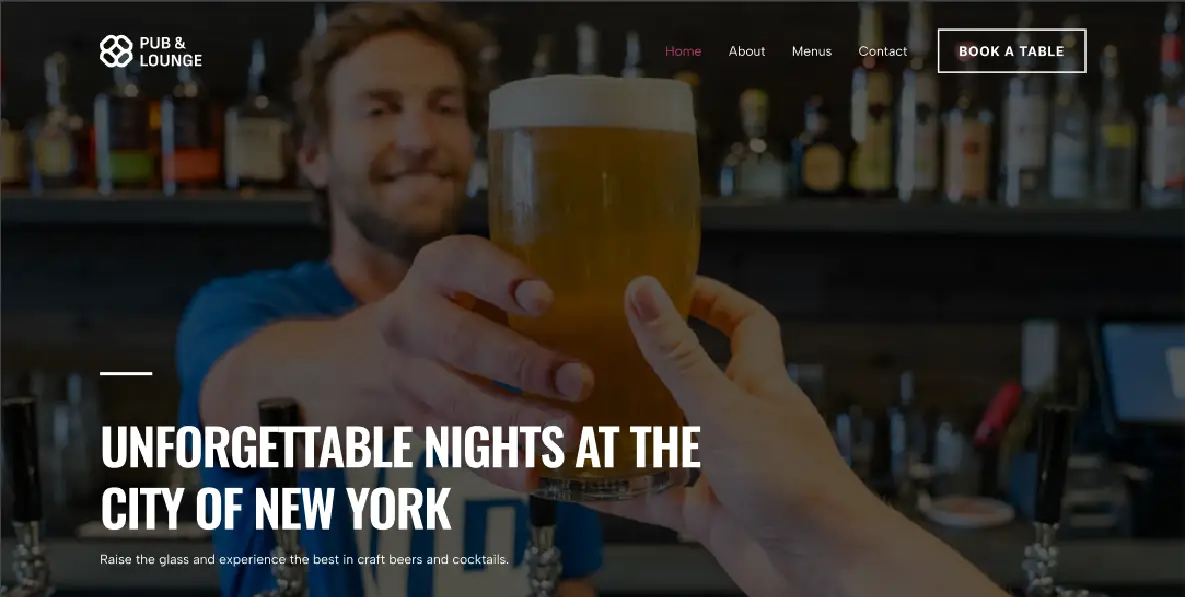 PUB &
LOUNGE
Home About Menus Contact BOOK A TABLE
UNFORGETTABLE NIGHTS AT THE
CITY OF NEW YORK
Raise the glass and experience the best in craft beers and cocktails.